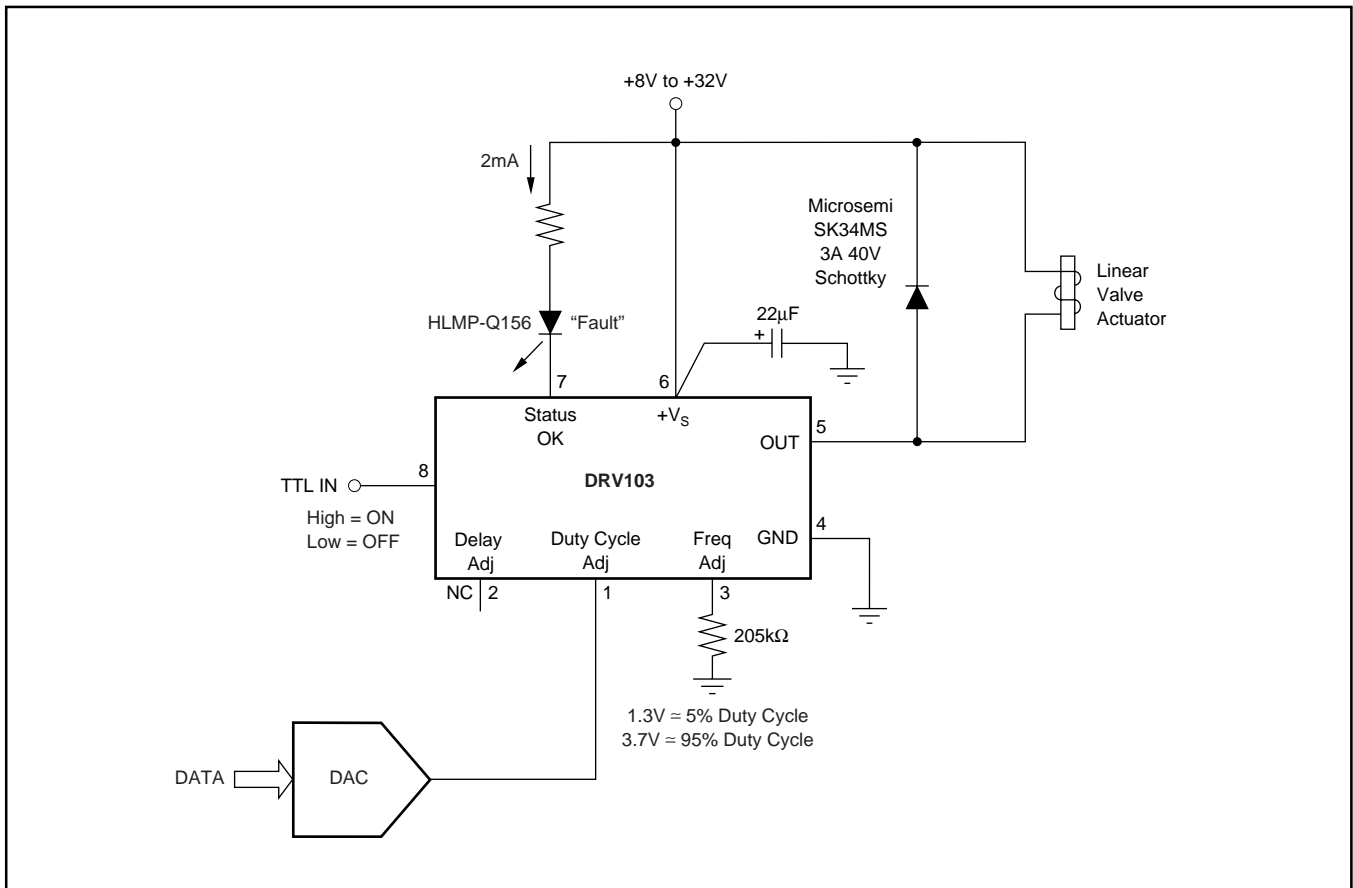 +8V to +32V
2mA
Microsemi
SK34MS
3A 40V
Schottky
Linear
Valve
Actuator
22μF
+
HLMP-Q156
“Fault”
7
6
Status
OK
+VS
OUT
5
DRV103
8
TTL IN
High = ON
Low = OFF
Delay
Adj
Duty Cycle
Adj
Freq
Adj
GND
4
NC
2
1
3
205kΩ
1.3V ≃ 5% Duty Cycle
3.7V ≃ 95% Duty Cycle
DATA
DAC